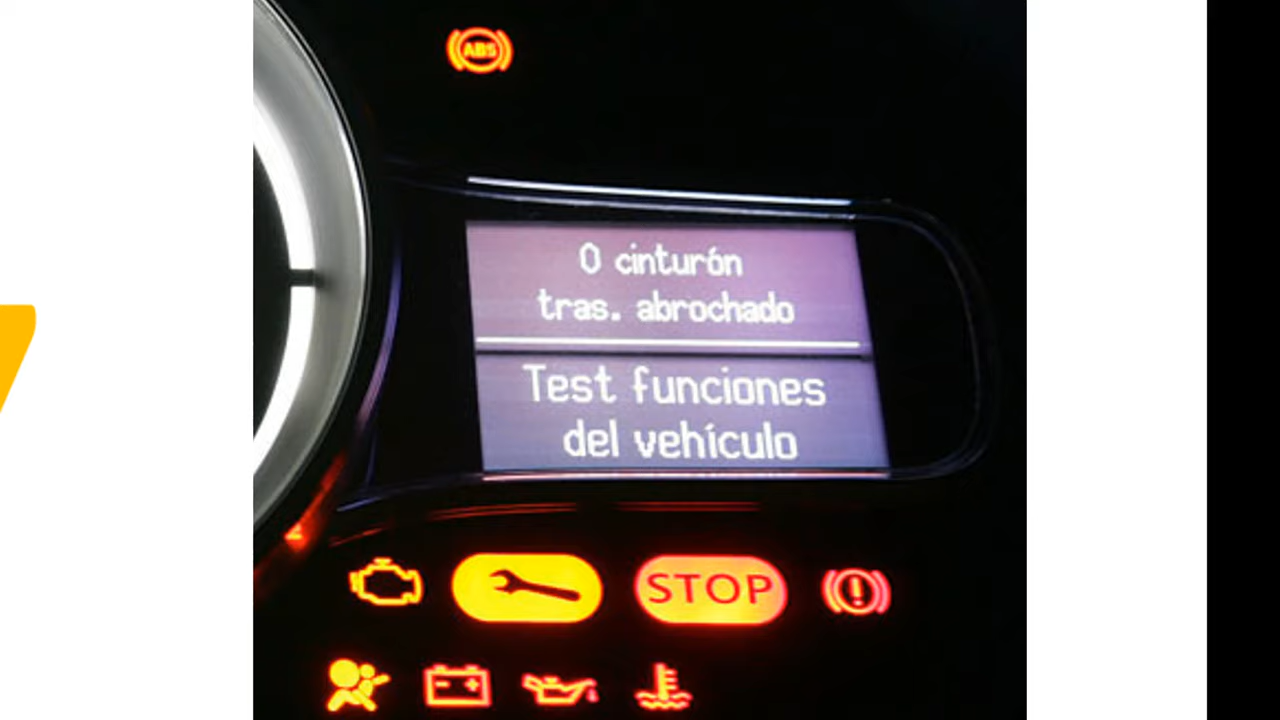 ABS
0 cinturón
tras. abrochado
Test funciones
del vehículo
STOP